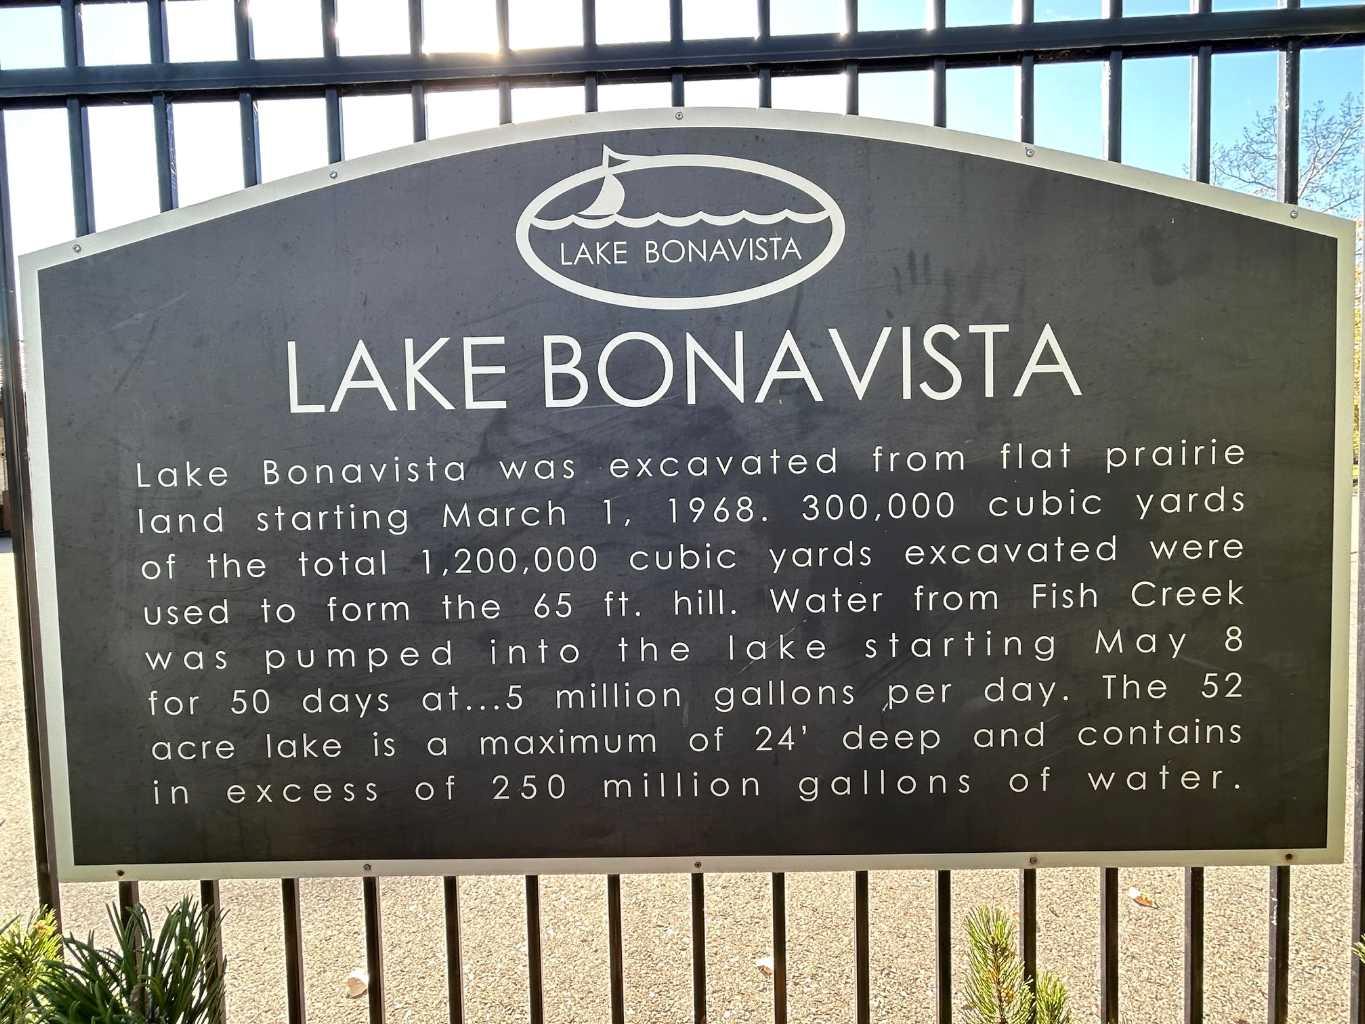 LAKE BONAVISTA
LAKE BONAVISTA
Lake Bonavista was excavated from flat prairie
land starting March 1, 1968. 300,000 cubic yards
of the total 1,200,000 cubic yards excavated were
used to form the 65 ft. hill. Water from Fish Creek
was pumped into the lake starting May 8
for 50 days at...5 million gallons per day. The 52
acre lake is a maximum of 24' deep and contains
in excess of 250 million gallons of water.